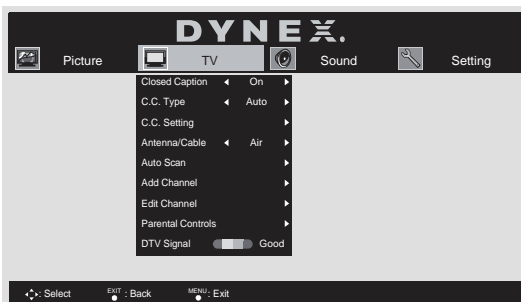 DYNEX.
Picture TV Sound Setting
Closed Caption On
C.C. Type Auto
C.C. Setting
Antenna/Cable Air
Auto Scan
Add Channel
Edit Channel
Parental Controls
DTV Signal Good
: Select EXIT : Back MENU : Exit